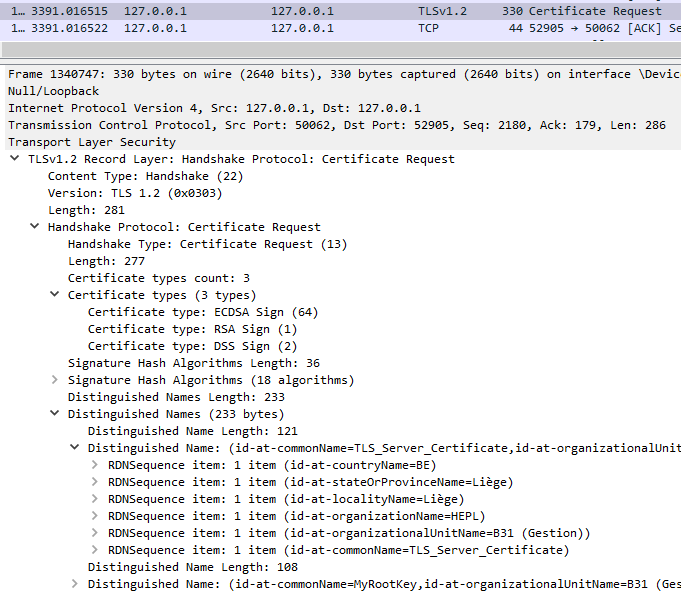 1… 3391.016515 127.0.0.1 127.0.0.1 TLSv1.2 330 Certificate Request
1… 3391.016522 127.0.0.1 127.0.0.1 TCP 44 52905 → 50062 [ACK] Se
Frame 1340747: 330 bytes on wire (2640 bits), 330 bytes captured (2640 bits) on interface \Devic
Null/Loopback
Internet Protocol Version 4, Src: 127.0.0.1, Dst: 127.0.0.1
Transmission Control Protocol, Src Port: 50062, Dst Port: 52905, Seq: 2180, Ack: 179, Len: 286
Transport Layer Security
TLSv1.2 Record Layer: Handshake Protocol: Certificate Request
Content Type: Handshake (22)
Version: TLS 1.2 (0x0303)
Length: 281
Handshake Protocol: Certificate Request
Handshake Type: Certificate Request (13)
Length: 277
Certificate types count: 3
Certificate types (3 types)
Certificate type: ECDSA Sign (64)
Certificate type: RSA Sign (1)
Certificate type: DSS Sign (2)
Signature Hash Algorithms Length: 36
Signature Hash Algorithms (18 algorithms)
Distinguished Names Length: 233
Distinguished Names (233 bytes)
Distinguished Name Length: 121
Distinguished Name: (id-at-commonName=TLS_Server_Certificate,id-at-organizationalUnit
RDNSequence item: 1 item (id-at-countryName=BE)
RDNSequence item: 1 item (id-at-stateOrProvinceName=Liège)
RDNSequence item: 1 item (id-at-localityName=Liège)
RDNSequence item: 1 item (id-at-organizationName=HEPL)
RDNSequence item: 1 item (id-at-organizationalUnitName=B31 (Gestion))
RDNSequence item: 1 item (id-at-commonName=TLS_Server_Certificate)
Distinguished Name Length: 108
Distinguished Name: (id-at-commonName=MyRootKey,id-at-organizationalUnitName=B31 (Ges